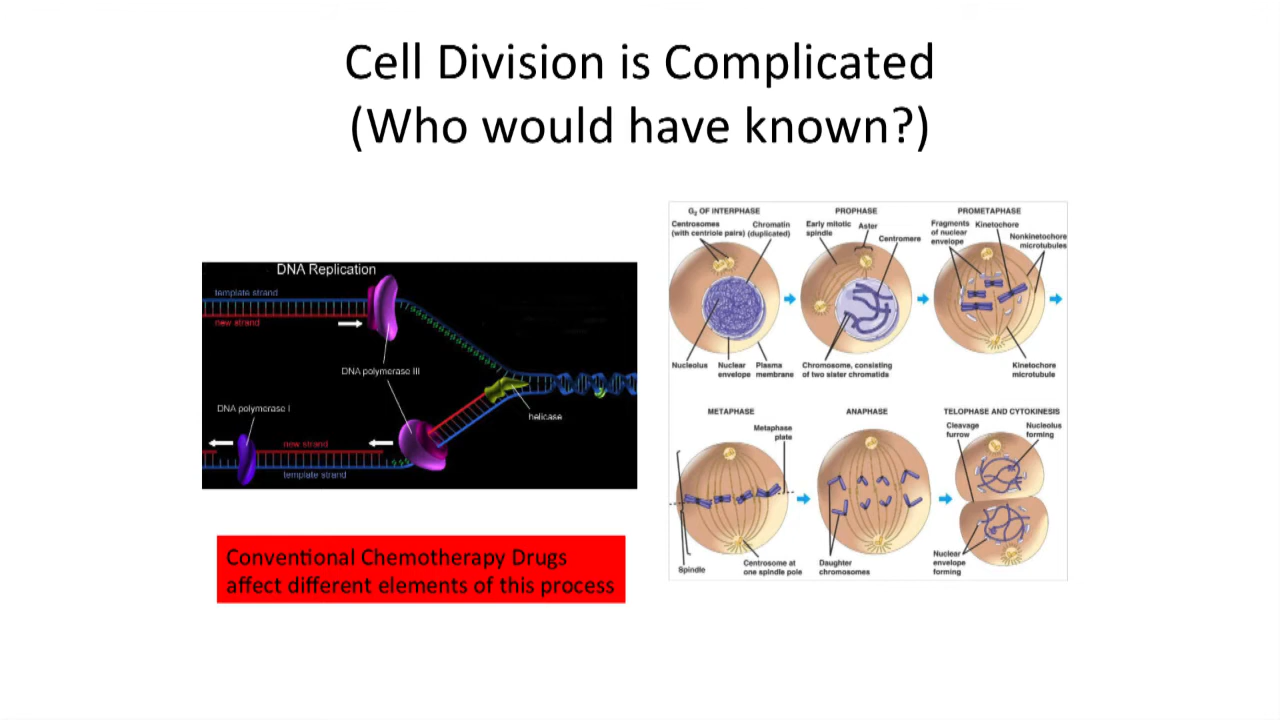 Cell Division is Complicated
(Who would have known?)
DNA Replication
template strand
new strand
DNA polymerase III
DNA polymerase I
helicase
new strand
template strand
Conventional Chemotherapy Drugs
affect different elements of this process
G₂ OF INTERPHASE
Centrosomes
(with centriole pairs)
Chromatin
(duplicated)
Nucleolus
Nuclear
envelope
Plasma
membrane
PROPHASE
Early mitotic
spindle
Aster
Centromere
Chromosome, consisting
of two sister chromatids
PROMETAPHASE
Fragments
of nuclear
envelope
Kinetochore
Nonkinetochore
microtubules
Kinetochore
microtubule
METAPHASE
Metaphase
plate
Spindle
Centrosome at
one spindle pole
ANAPHASE
Daughter
chromosomes
TELOPHASE AND CYTOKINESIS
Cleavage
furrow
Nucleolus
forming
Nuclear
envelope
forming